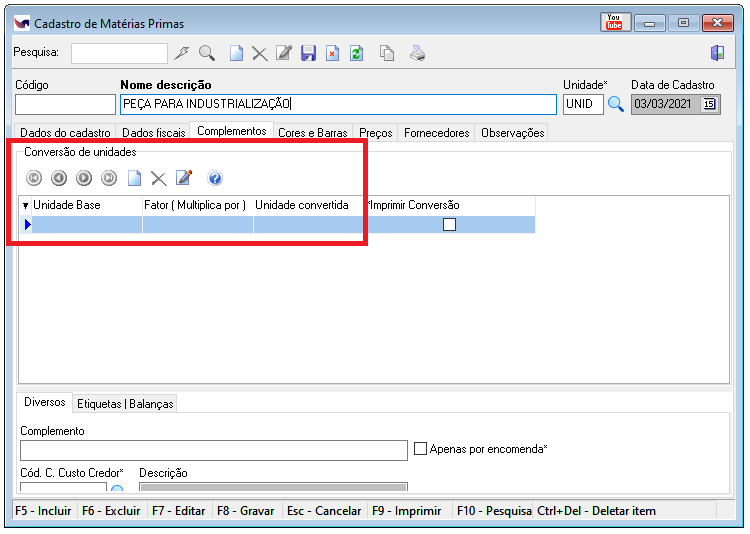 Cadastro de Matérias Primas
You Tube
Pesquisa:
Código
Nome descrição
Unidade*
Data de Cadastro
PEÇA PARA INDUSTRIALIZAÇÃO
UNID
03/03/2021
15
Dados do cadastro
Dados fiscais
Complementos
Cores e Barras
Preços
Fornecedores
Observações
Conversão de unidades
Unidade Base
Fator ( Multiplica por )
Unidade convertida
*Imprimir Conversão
Diversos
Etiquetas | Balanças
Complemento
Apenas por encomenda*
Cód. C. Custo Credor*
Descrição
F5 - Incluir
F6 - Excluir
F7 - Editar
F8 - Gravar
Esc - Cancelar
F9 - Imprimir
F10 - Pesquisa
Ctrl+Del - Deletar item